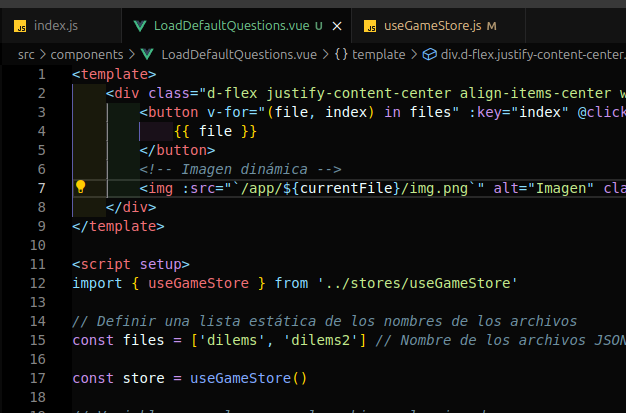 index.js LoadDefaultQuestions.vue U × useGameStore.js M
src > components > LoadDefaultQuestions.vue > {} template > div.d-flex.justify-content-center.
1 <template>
2 <div class="d-flex justify-content-center align-items-center w
3 <button v-for="(file, index) in files" :key="index" @click
4 {{ file }}
5 </button>
6 <!-- Imagen dinámica -->
7 <img :src="`/app/${currentFile}/img.png`" alt="Imagen" cla
8 </div>
9 </template>
10
11 <script setup>
12 import { useGameStore } from '../stores/useGameStore'
13
14 // Definir una lista estática de los nombres de los archivos
15 const files = ['dilems', 'dilems2'] // Nombre de los archivos JSON
16
17 const store = useGameStore()
18